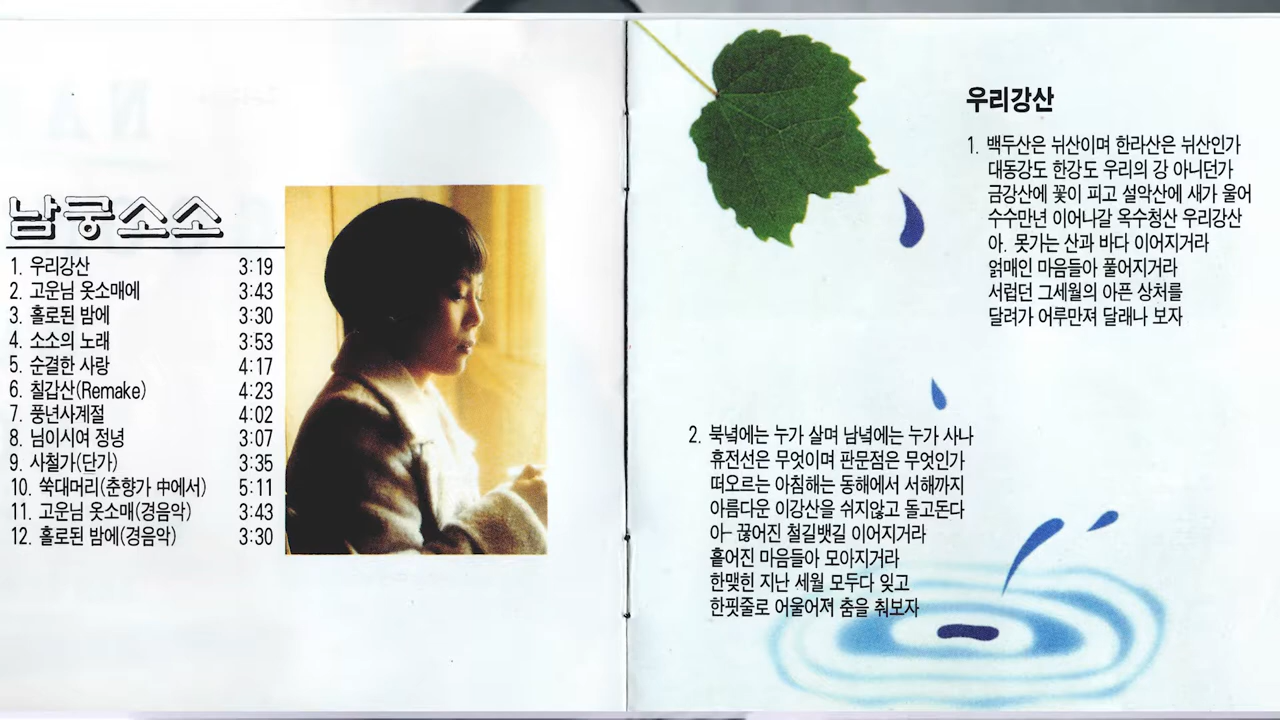 남궁소소
1. 우리강산 3:19
2. 고운님 옷소매에 3:43
3. 홀로된 밤에 3:30
4. 소소의 노래 3:53
5. 순결한 사랑 4:17
6. 칠갑산(Remake) 4:23
7. 풍년사계절 4:02
8. 님이시여 정녕 3:07
9. 사철가(단가) 3:35
10. 쑥대머리(춘향가 中에서) 5:11
11. 고운님 옷소매(경음악) 3:43
12. 홀로된 밤에(경음악) 3:30
우리강산
1. 백두산은 뉘산이며 한라산은 뉘산인가
대동강도 한강도 우리의 강 아니던가
금강산에 꽃이 피고 설악산에 새가 울어
수수만년 이어나갈 옥수청산 우리강산
아. 못가는 산과 바다 이어지거라
얽매인 마음들아 풀어지거라
서럽던 그세월의 아픈 상처를
달려가 어루만져 달래나 보자
2. 북녘에는 누가 살며 남녘에는 누가 사나
휴전선은 무엇이며 판문점은 무엇인가
떠오르는 아침해는 동해에서 서해까지
아름다운 이강산을 쉬지않고 돌고돈다
아- 끊어진 철길뱃길 이어지거라
흩어진 마음들아 모아지거라
한맺힌 지난 세월 모두다 잊고
한핏줄로 어울어져 춤을 춰보자